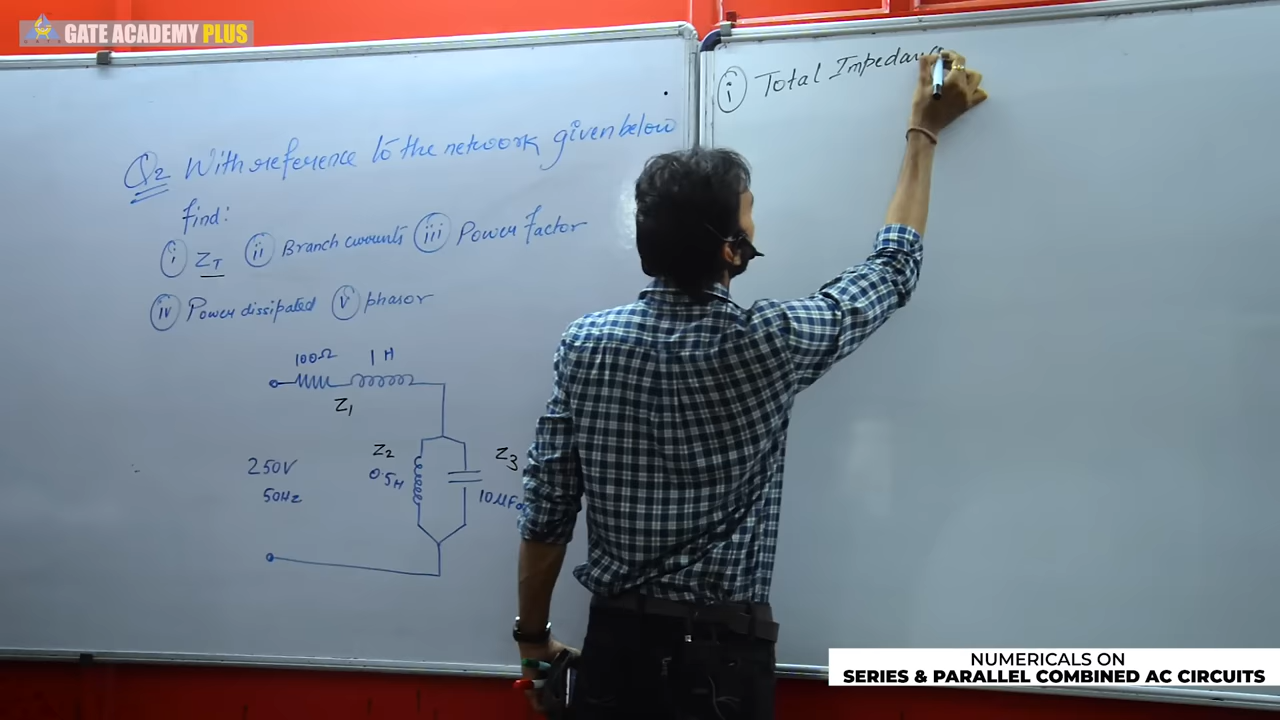 GATE ACADEMY PLUS
Q2 With reference to the network given below
find:
i ZT ii Branch currents iii Power factor
iv Power dissipated v phasor
100Ω 1 H
Z1
Z2
0.5H
Z3
10 μF
250V
50Hz
i Total Impedan
NUMERICALS ON
SERIES & PARALLEL COMBINED AC CIRCUITS